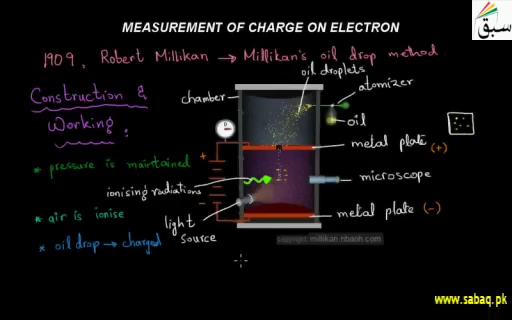 MEASUREMENT OF CHARGE ON ELECTRON
سبق
1909, Robert Millikan → Millikan's oil drop method
oil droplets
atomizer
Construction &
Working.
chamber
oil
metal plate (+)
+
* pressure is maintained
microscope
ionising radiations
-
metal plate (-)
* air is ionise
light
source
* oil drop → charged
copyright: millikan.nbaoh.com
www.sabaq.pk